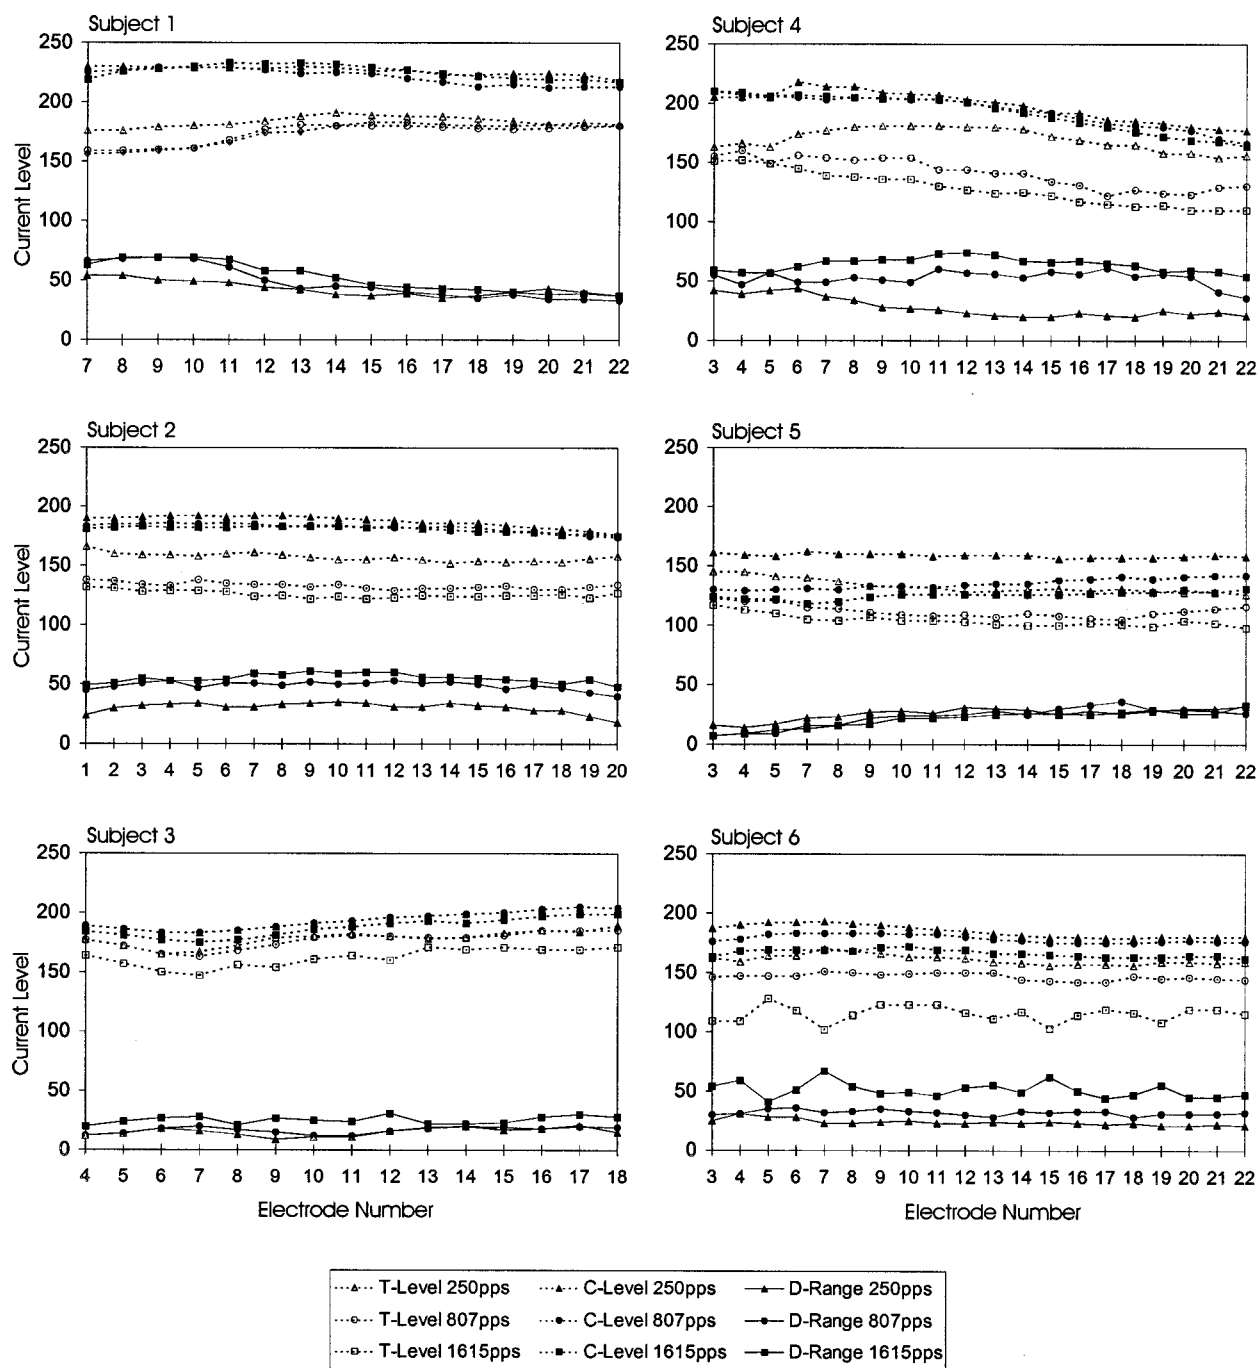 Subject 1
250
200
150
100
50
0
Current Level
7 8 9 10 11 12 13 14 15 16 17 18 19 20 21 22
Subject 4
250
200
150
100
50
0
3 4 5 6 7 8 9 10 11 12 13 14 15 16 17 18 19 20 21 22
Subject 2
250
200
150
100
50
0
Current Level
1 2 3 4 5 6 7 8 9 10 11 12 13 14 15 16 17 18 19 20
Subject 5
250
200
150
100
50
0
3 4 5 6 7 8 9 10 11 12 13 14 15 16 17 18 19 20 21 22
Subject 3
250
200
150
100
50
0
Current Level
4 5 6 7 8 9 10 11 12 13 14 15 16 17 18
Electrode Number
Subject 6
250
200
150
100
50
0
3 4 5 6 7 8 9 10 11 12 13 14 15 16 17 18 19 20 21 22
Electrode Number
T-Level 250pps C-Level 250pps D-Range 250pps
T-Level 807pps C-Level 807pps D-Range 807pps
T-Level 1615pps C-Level 1615pps D-Range 1615pps